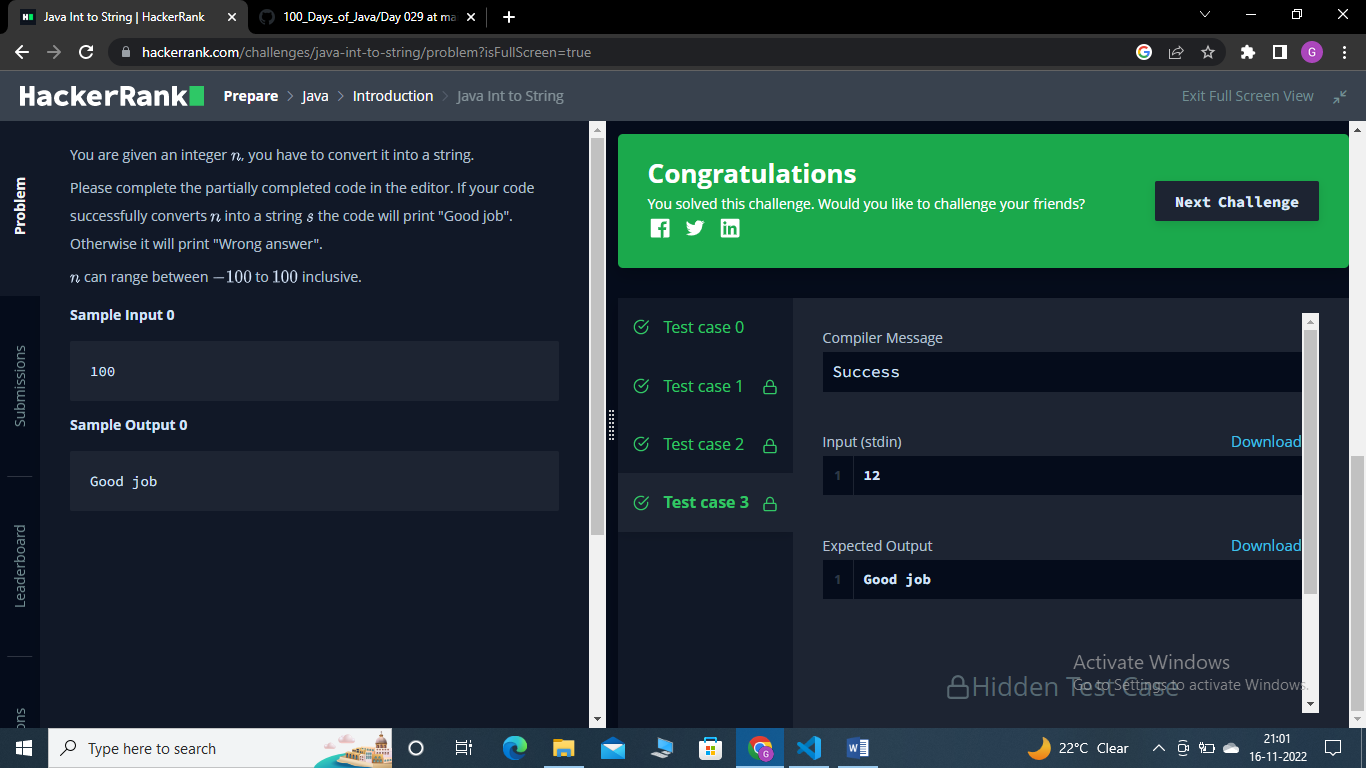 Java Int to String | HackerRank
100_Days_of_Java/Day 029 at ma
hackerrank.com/challenges/java-int-to-string/problem?isFullScreen=true
G
HackerRank
Prepare > Java > Introduction > Java Int to String
Exit Full Screen View
Problem
Submissions
Leaderboard
You are given an integer n, you have to convert it into a string.
Please complete the partially completed code in the editor. If your code
successfully converts n into a string s the code will print "Good job".
Otherwise it will print "Wrong answer".
n can range between −100 to 100 inclusive.
Sample Input 0
100
Sample Output 0
Good job
Congratulations
You solved this challenge. Would you like to challenge your friends?
Next Challenge
Test case 0
Test case 1
Test case 2
Test case 3
Compiler Message
Success
Input (stdin)
Download
1 12
Expected Output
Download
1 Good job
Hidden Test Case
Activate Windows
Go to Settings to activate Windows.
Type here to search
22°C Clear
21:01
16-11-2022